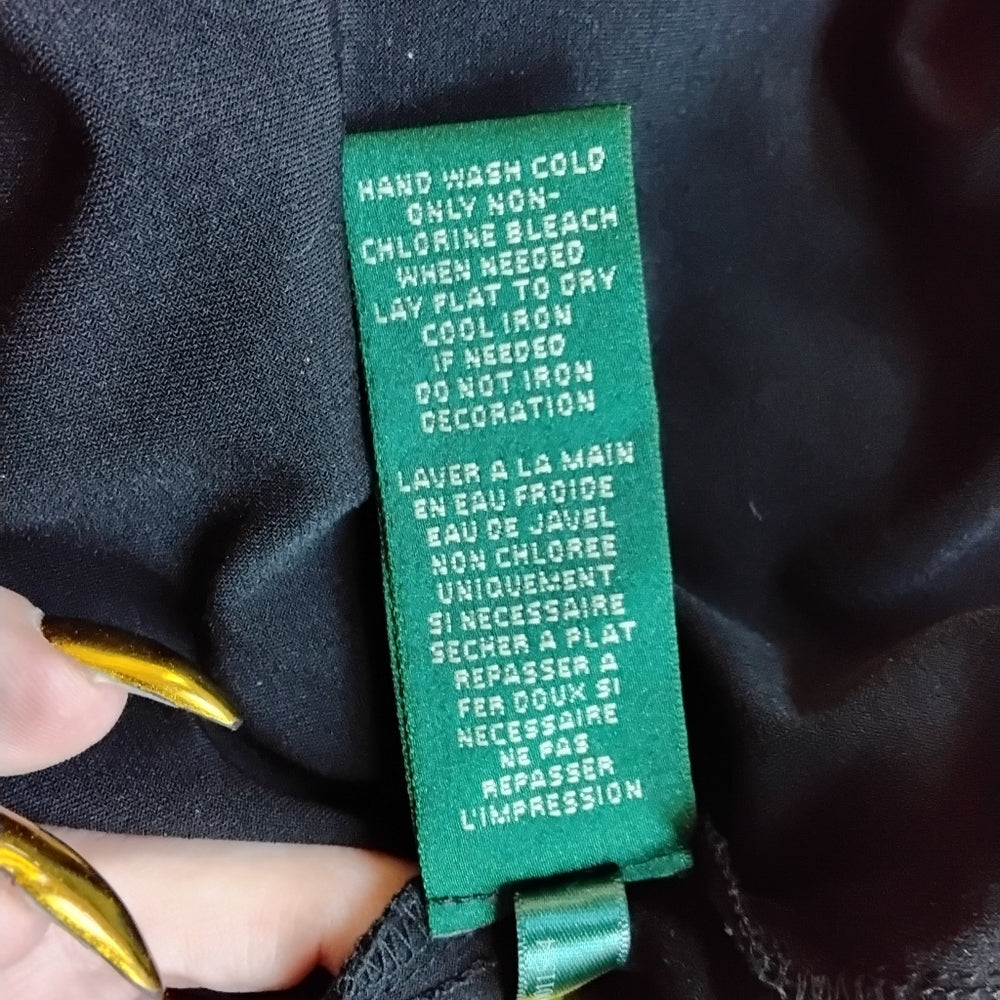 HAND WASH COLD
ONLY NON-
CHLORINE BLEACH
WHEN NEEDED
LAY FLAT TO DRY
COOL IRON
IF NEEDED
DO NOT IRON
DECORATION
LAVER A LA MAIN
EN EAU FROIDE
EAU DE JAVEL
NON CHLOREE
UNIQUEMENT
SI NECESSAIRE
SECHER A PLAT
REPASSER A
FER DOUX SI
NECESSAIRE
NE PAS
REPASSER
L'IMPRESSION